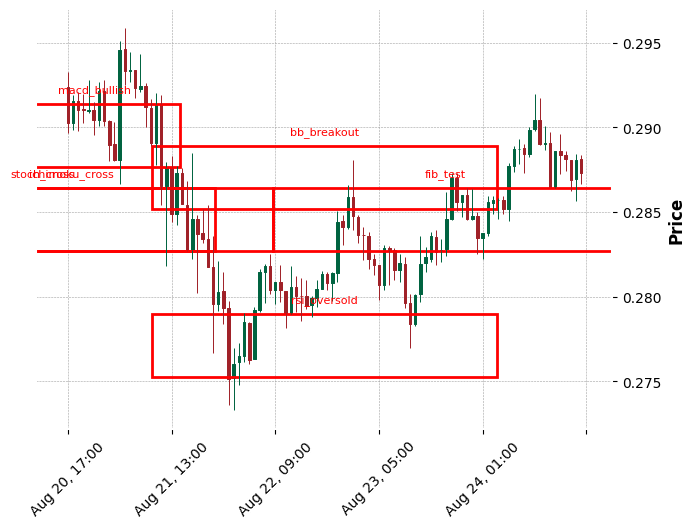 0.295
macd_bullish
0.290
bb_breakout
stoch_cross
ichimoku_cross
fib_test
0.285
Price
0.280
rsi_oversold
0.275
Aug 20, 17:00
Aug 21, 13:00
Aug 22, 09:00
Aug 23, 05:00
Aug 24, 01:00